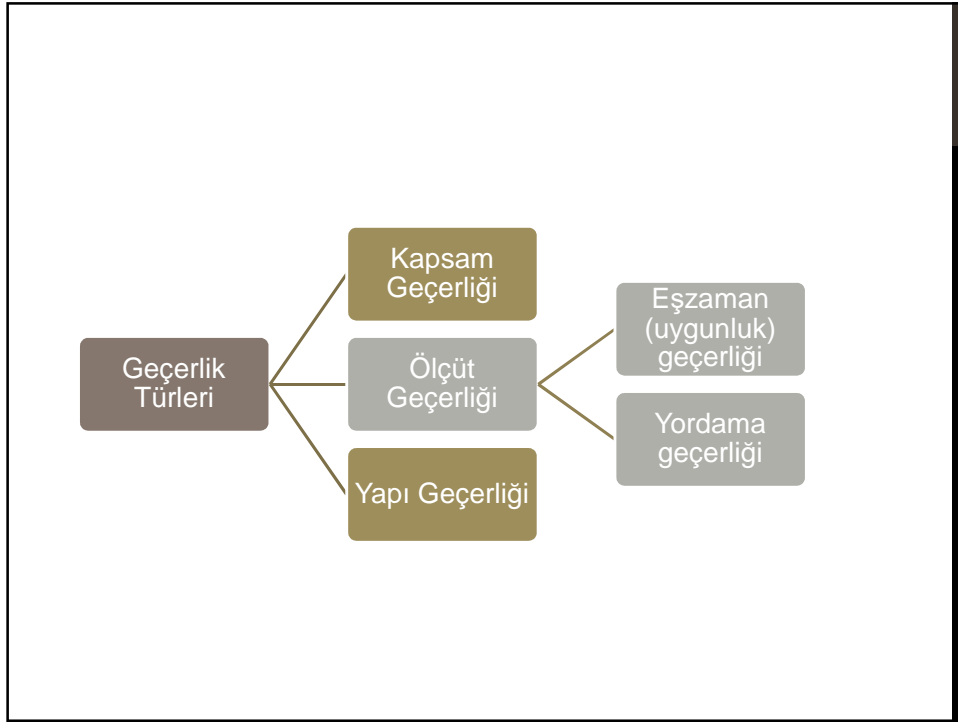 Geçerlik
Türleri
Kapsam
Geçerliği
Ölçüt
Geçerliği
Yapı Geçerliği
Eşzaman
(uygunluk)
geçerliği
Yordama
geçerliği